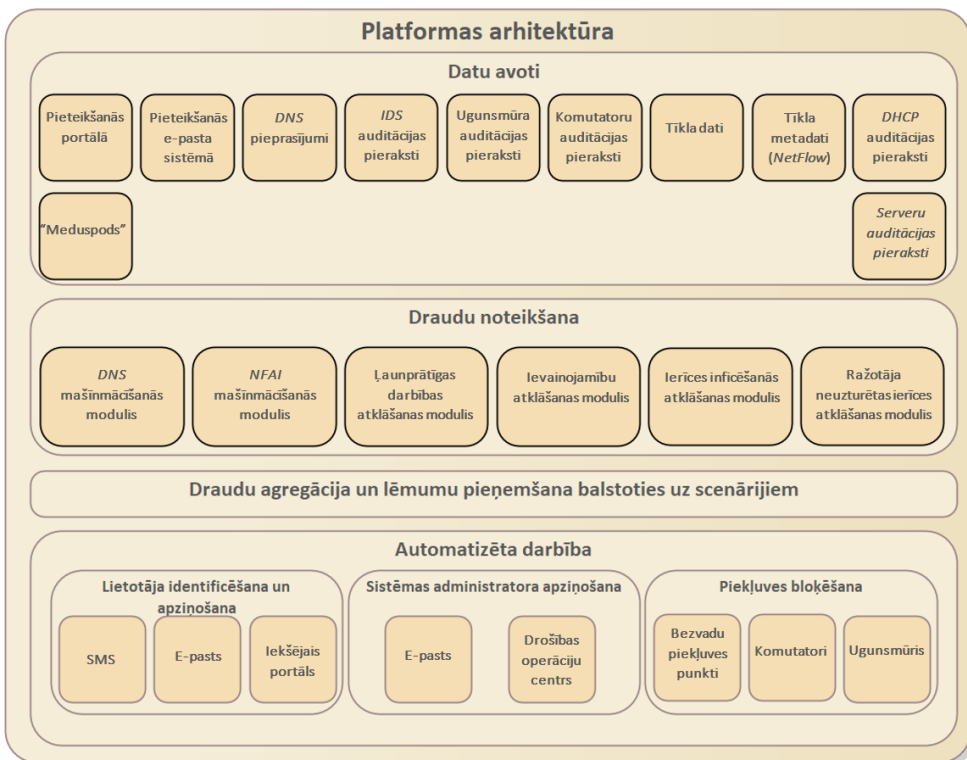 Platformas arhitektūra
Datu avoti
Pieteikšanās
portālā
Pieteikšanās
e-pasta
sistēmā
DNS
pieprasījumi
IDS
auditācijas
pieraksti
Ugunsmūra
auditācijas
pieraksti
Komutatoru
auditācijas
pieraksti
Tīkla dati
Tīkla
metadati
(NetFlow)
DHCP
auditācijas
pieraksti
"Meduspods"
Serveru
auditācijas
pieraksti
Draudu noteikšana
DNS
mašīnmācīšanās
modulis
NFAI
mašīnmācīšanās
modulis
Ļaunprātīgas
darbības
atklāšanas modulis
Ievainojamību
atklāšanas modulis
Ierīces inficēšanās
atklāšanas modulis
Ražotāja
neuzturētas ierīces
atklāšanas modulis
Draudu agregācija un lēmumu pieņemšana balstoties uz scenārijiem
Automatizēta darbība
Lietotāja identificēšana un
apziņošana
SMS
E-pasts
Iekšējais
portāls
Sistēmas administratora apziņošana
E-pasts
Drošības
operāciju
centrs
Piekļuves bloķēšana
Bezvadu
piekļuves
punkti
Komutatori
Ugunsmūris